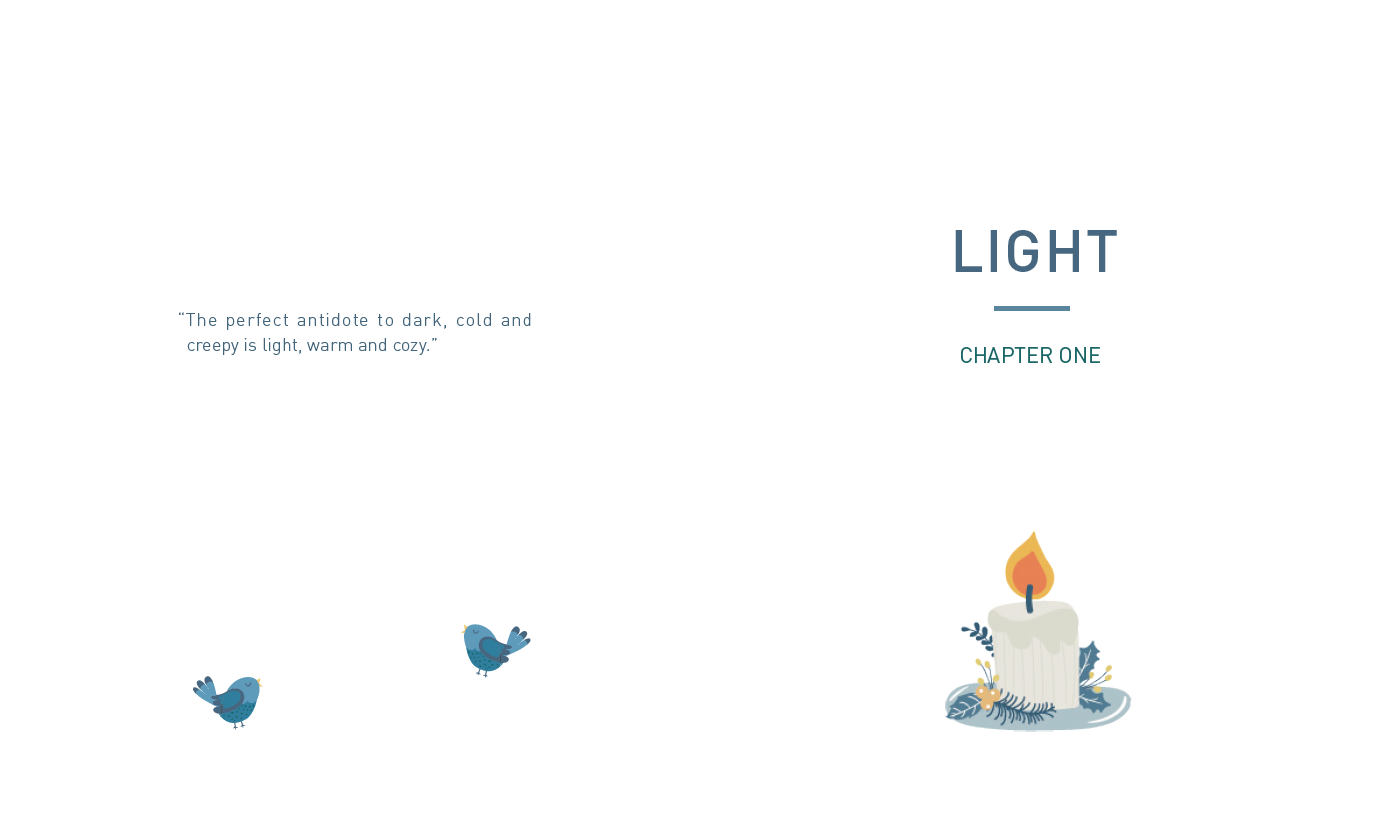 “The perfect antidote to dark, cold and
creepy is light, warm and cozy.”
LIGHT
CHAPTER ONE